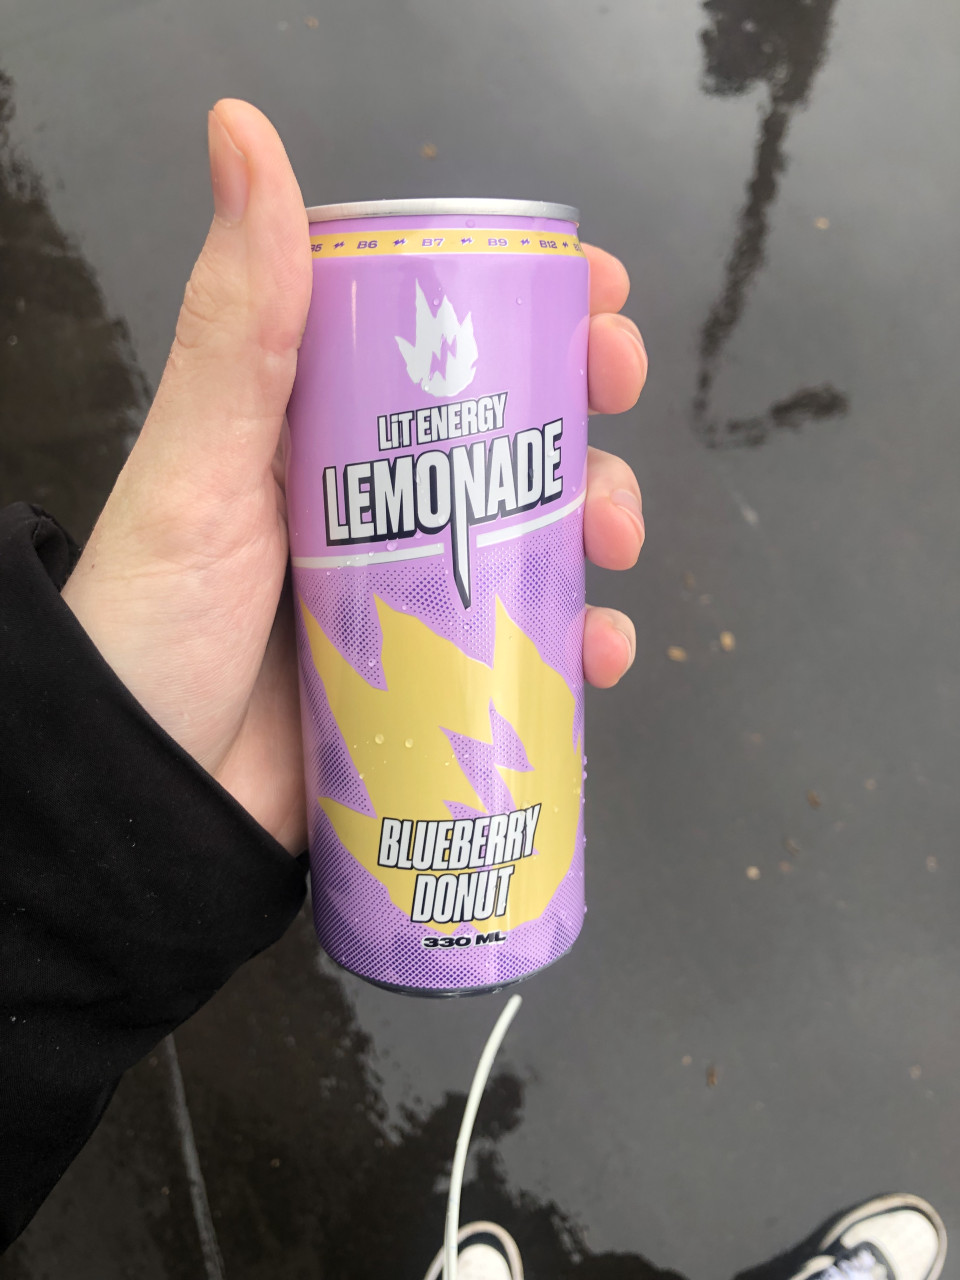 B5 B6 B7 B9 B12
LIT ENERGY
LEMONADE
BLUEBERRY
DONUT
330 ML